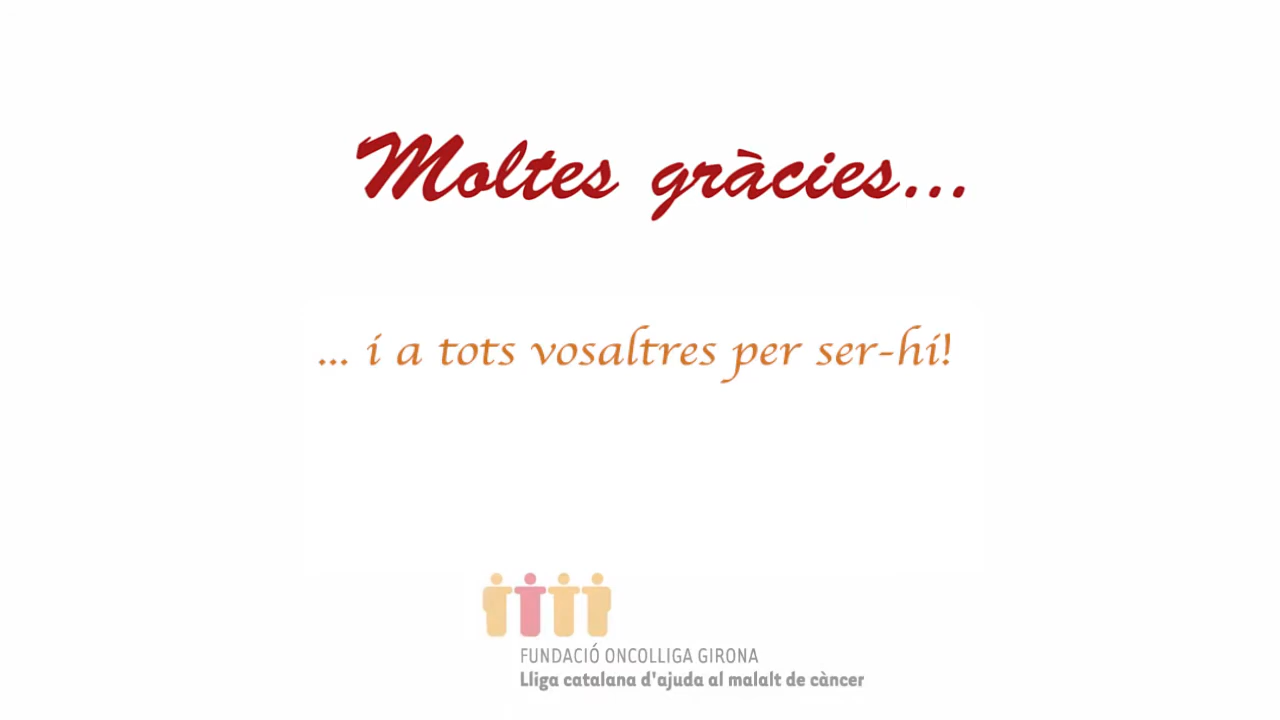 Moltes gràcies...
... i a tots vosaltres per ser-hi!
FUNDACIÓ ONCOLLIGA GIRONA
Lliga catalana d'ajuda al malalt de càncer